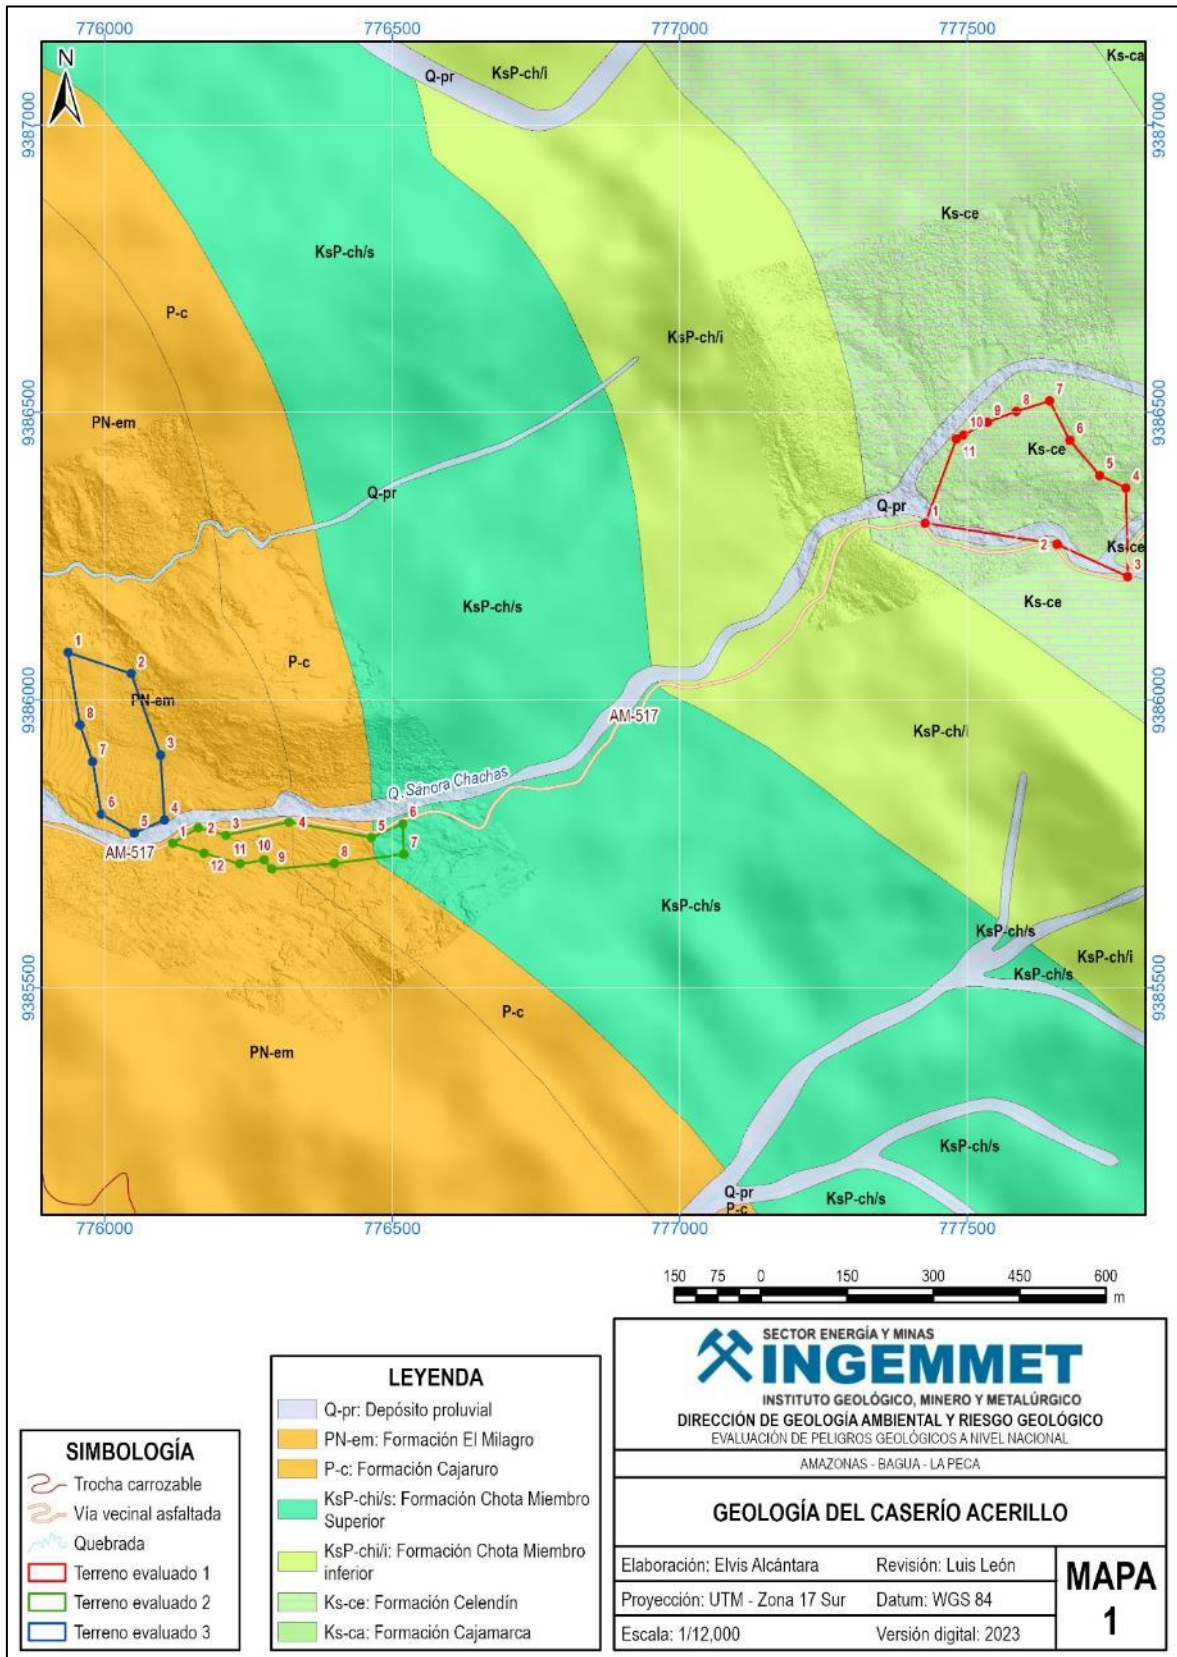 776000 776500 777000 777500
N
9387000
9386500
9386000
9385500
9387000
9386500
9386000
9385500
Q-pr
KsP-ch/i
Ks-ca
Ks-ce
KsP-ch/s
P-c
KsP-ch/i
PN-em
Q-pr
7
8
9
10
11
6
Ks-ce
5
4
Q-pr
1
2
Ks-ce
3
Ks-ce
KsP-ch/s
P-c
1
2
PN-em
8
3
7
6
5
4
AM-517
KsP-ch/i
Q. Señora Chachas
1
2
3
4
5
6
7
8
9
10
11
12
AM-517
KsP-ch/s
KsP-ch/s
KsP-ch/i
KsP-ch/s
P-c
PN-em
KsP-ch/s
Q-pr
P-c
KsP-ch/s
776000 776500 777000 777500
150 75 0 150 300 450 600
m
SIMBOLOGÍA
Trocha carrozable
Vía vecinal asfaltada
Quebrada
Terreno evaluado 1
Terreno evaluado 2
Terreno evaluado 3
LEYENDA
Q-pr: Depósito proluvial
PN-em: Formación El Milagro
P-c: Formación Cajaruro
KsP-chi/s: Formación Chota Miembro
Superior
KsP-chi/i: Formación Chota Miembro
inferior
Ks-ce: Formación Celendín
Ks-ca: Formación Cajamarca
SECTOR ENERGÍA Y MINAS
INGEMMET
INSTITUTO GEOLÓGICO, MINERO Y METALÚRGICO
DIRECCIÓN DE GEOLOGÍA AMBIENTAL Y RIESGO GEOLÓGICO
EVALUACIÓN DE PELIGROS GEOLÓGICOS A NIVEL NACIONAL
AMAZONAS - BAGUA - LA PECA
GEOLOGÍA DEL CASERÍO ACERILLO
Elaboración: Elvis Alcántara Revisión: Luis León
Proyección: UTM - Zona 17 Sur Datum: WGS 84
Escala: 1/12,000 Versión digital: 2023
MAPA
1